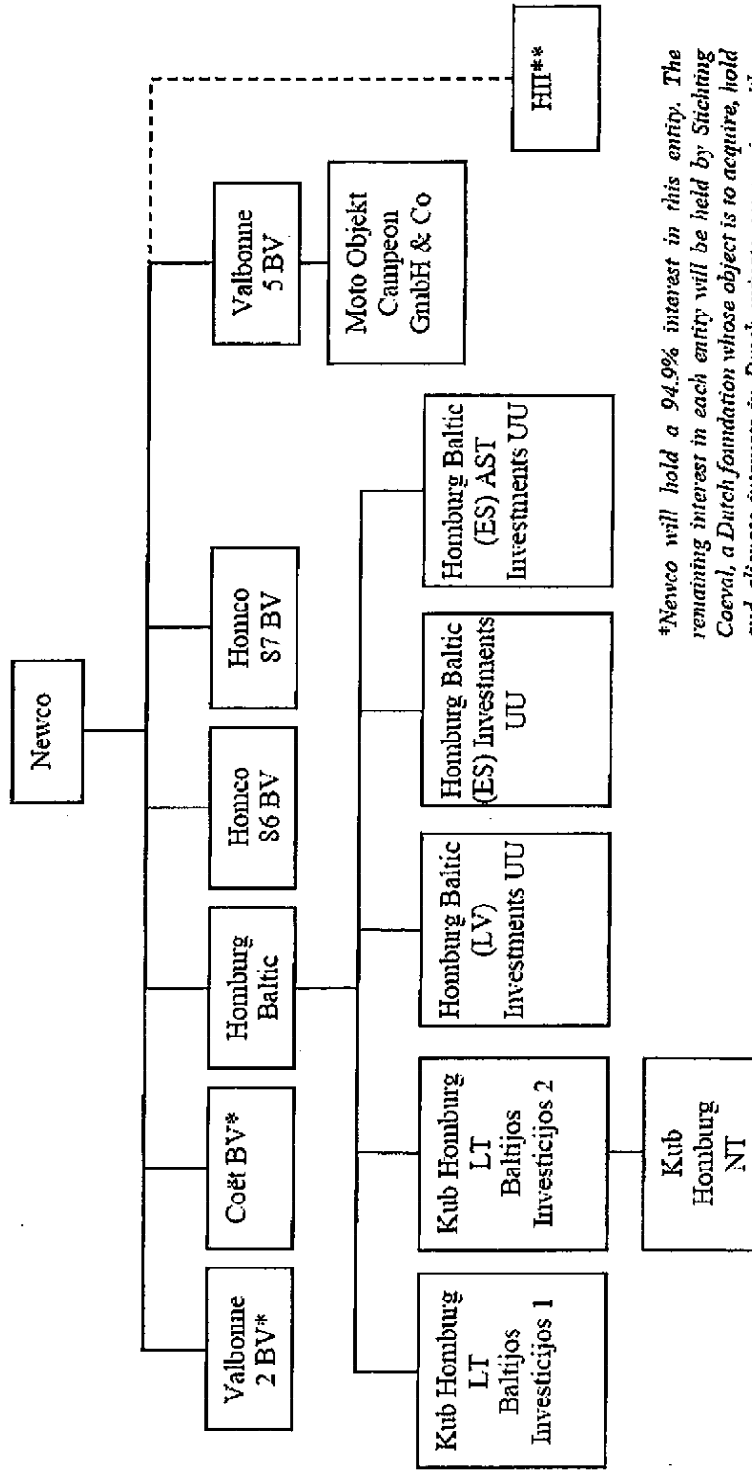 Newco
Valbonne
2 BV*
Coët BV*
Homburg
Baltic
Homco
86 BV
Homco
87 BV
Valbonne
5 BV
HII**
Moto Objekt
Campeon
GmbH & Co
Kub Homburg
LT
Baltijos
Investicijos 1
Kub Homburg
LT
Baltijos
Investicijos 2
Homburg Baltic
(LV)
Investments UU
Homburg Baltic
(ES) Investments
UU
Homburg Baltic
(ES) AST
Investments UU
Kub
Homburg
NT
*Newco will hold a 94.9% interest in this entity. The
remaining interest in each entity will be held by Stichting
Coëval, a Dutch foundation whose object is to acquire, hold